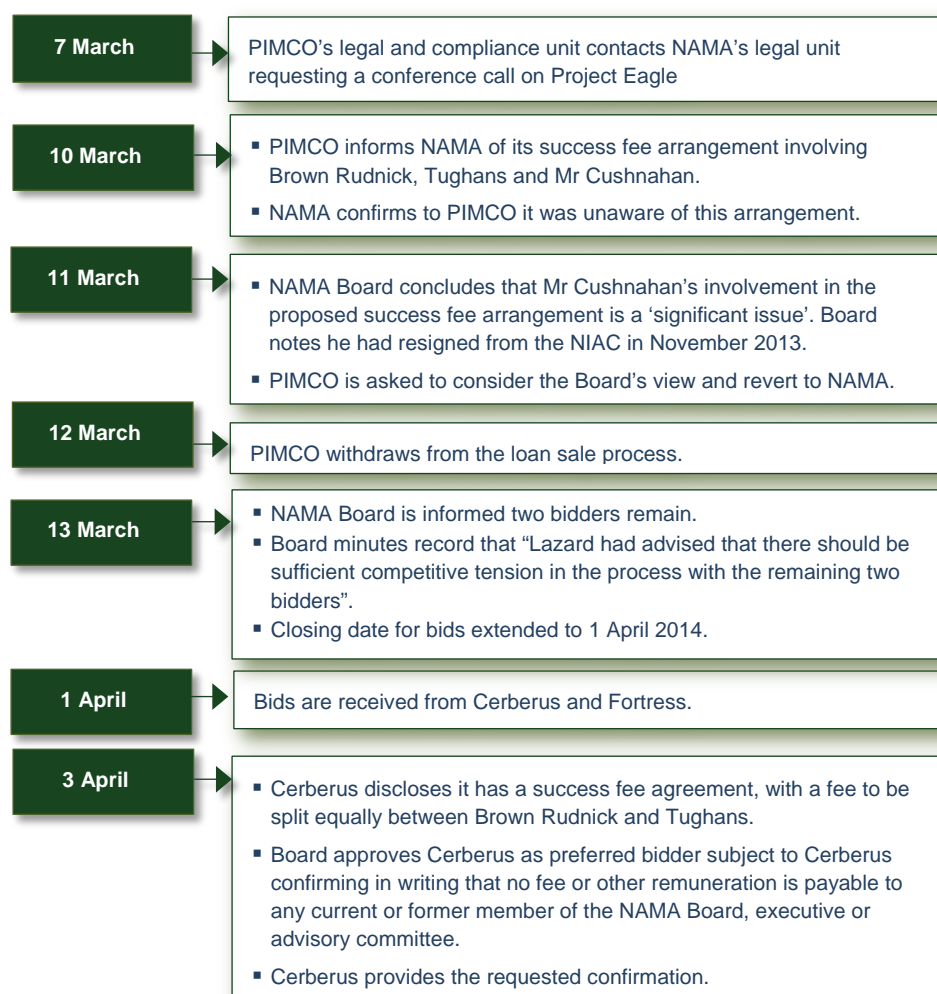 7 March
PIMCO’s legal and compliance unit contacts NAMA’s legal unit
requesting a conference call on Project Eagle
10 March
▪ PIMCO informs NAMA of its success fee arrangement involving
Brown Rudnick, Tughans and Mr Cushnahan.
▪ NAMA confirms to PIMCO it was unaware of this arrangement.
11 March
▪ NAMA Board concludes that Mr Cushnahan’s involvement in the
proposed success fee arrangement is a ‘significant issue’. Board
notes he had resigned from the NIAC in November 2013.
▪ PIMCO is asked to consider the Board’s view and revert to NAMA.
12 March
PIMCO withdraws from the loan sale process.
13 March
▪ NAMA Board is informed two bidders remain.
▪ Board minutes record that “Lazard had advised that there should be
sufficient competitive tension in the process with the remaining two
bidders”.
▪ Closing date for bids extended to 1 April 2014.
1 April
Bids are received from Cerberus and Fortress.
3 April
▪ Cerberus discloses it has a success fee agreement, with a fee to be
split equally between Brown Rudnick and Tughans.
▪ Board approves Cerberus as preferred bidder subject to Cerberus
confirming in writing that no fee or other remuneration is payable to
any current or former member of the NAMA Board, executive or
advisory committee.
▪ Cerberus provides the requested confirmation.